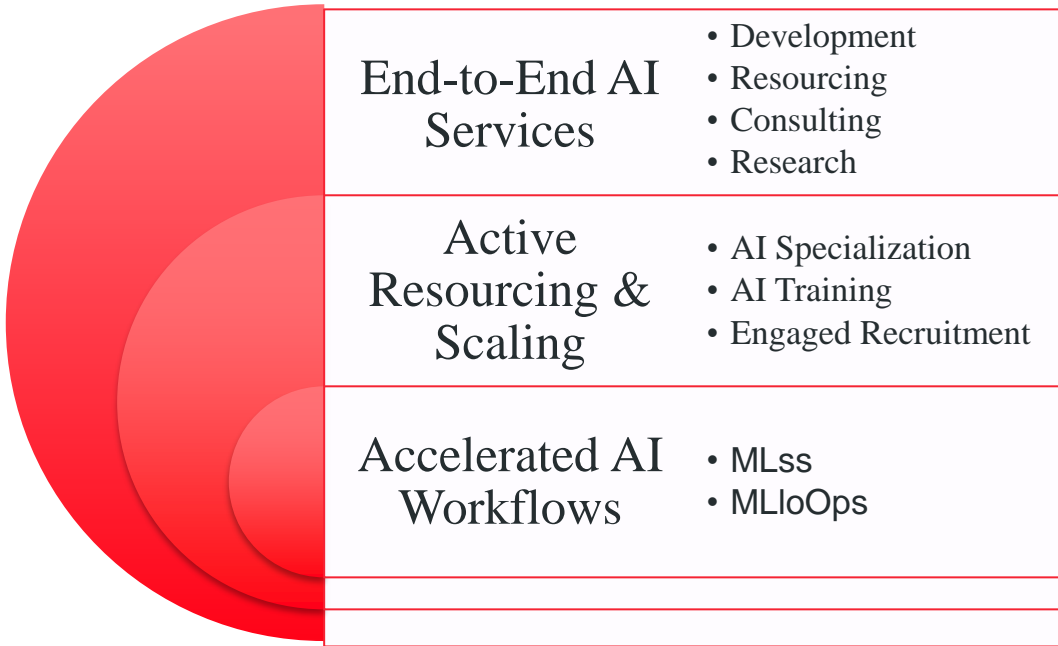 End-to-End AI
Services
• Development
• Resourcing
• Consulting
• Research
Active
Resourcing &
Scaling
• AI Specialization
• AI Training
• Engaged Recruitment
Accelerated AI
Workflows
• MLss
• MLloOps